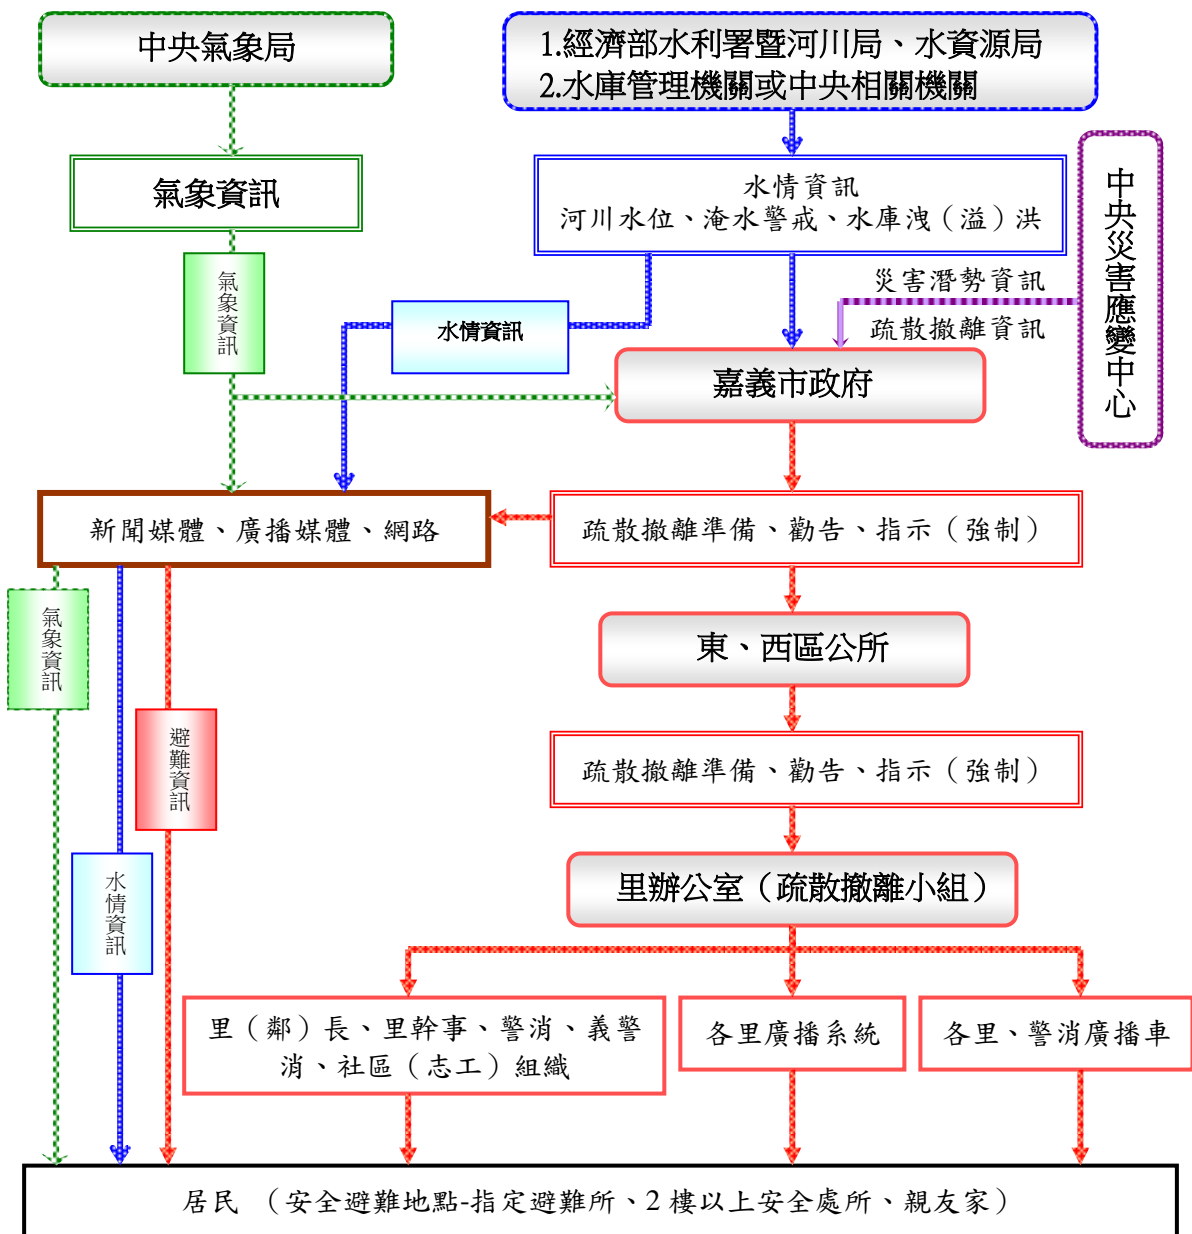 中央氣象局
1.經濟部水利署暨河川局、水資源局
2.水庫管理機關或中央相關機關
氣象資訊
水情資訊
河川水位、淹水警戒、水庫洩（溢）洪
中央災害應變中心
氣象資訊
水情資訊
災害潛勢資訊
疏散撤離資訊
嘉義市政府
新聞媒體、廣播媒體、網路
疏散撤離準備、勸告、指示（強制）
氣象資訊
東、西區公所
避難資訊
疏散撤離準備、勸告、指示（強制）
水情資訊
里辦公室（疏散撤離小組）
里（鄰）長、里幹事、警消、義警
消、社區（志工）組織
各里廣播系統
各里、警消廣播車
居民 （安全避難地點-指定避難所、2 樓以上安全處所、親友家）